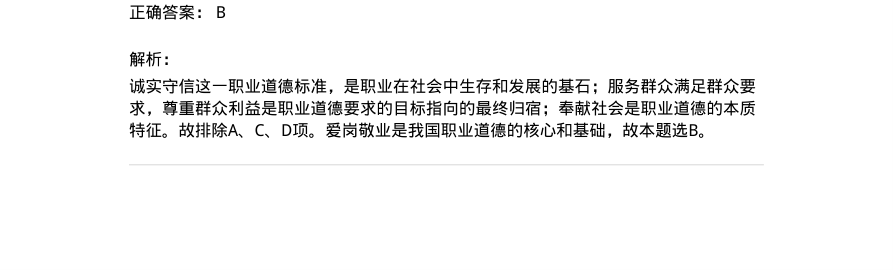 正确答案： B
解析：
诚实守信这一职业道德标准，是职业在社会中生存和发展的基石；服务群众满足群众要
求，尊重群众利益是职业道德要求的目标指向的最终归宿；奉献社会是职业道德的本质
特征。故排除A、C、D项。爱岗敬业是我国职业道德的核心和基础，故本题选B。